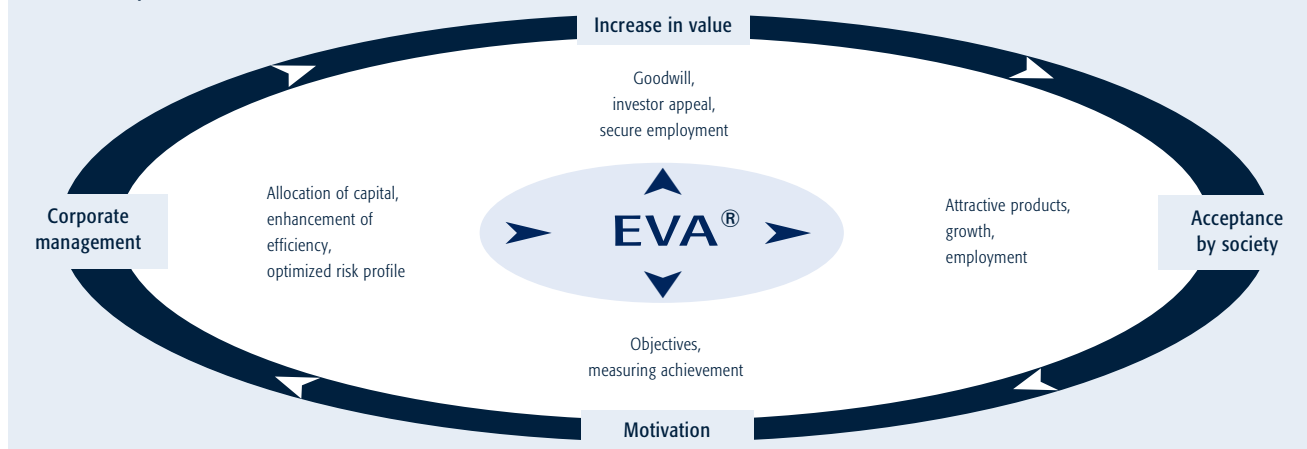 Increase in value
Goodwill,
investor appeal,
secure employment
Corporate
management
Allocation of capital,
enhancement of
efficiency,
optimized risk profile
EVA®
Attractive products,
growth,
employment
Acceptance
by society
Objectives,
measuring achievement
Motivation